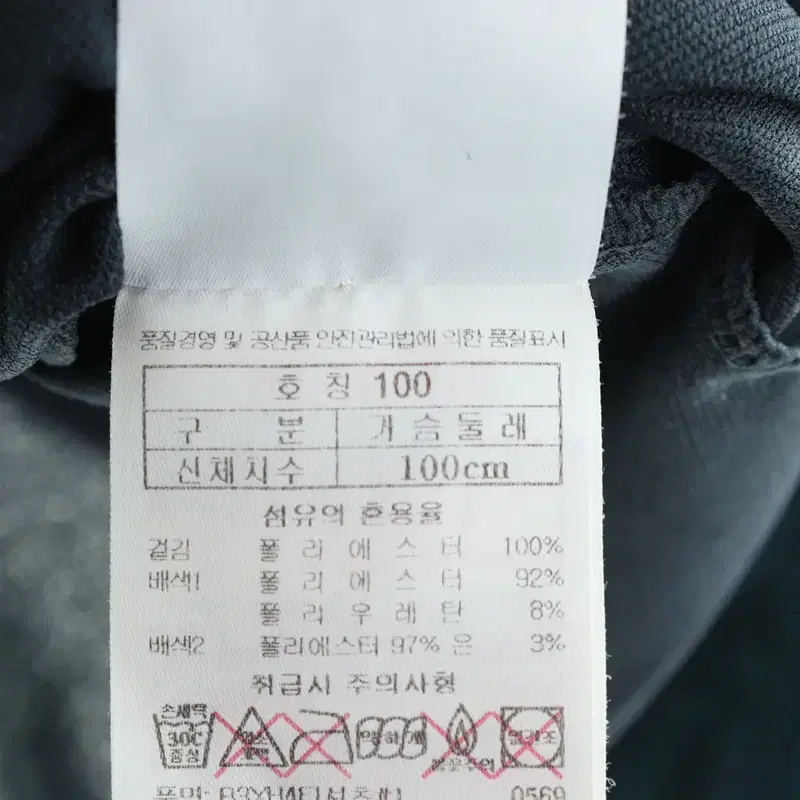 품질경영 및 공산품 안전관리법에 의한 품질표시
호 칭 100
구 분 가슴둘레
신체치수 100cm
섬유의 혼용율
겉감 폴리에스터 100%
배색1 폴리에스터 92%
폴리우레탄 8%
배색2 폴리에스터 97% 은 3%
취급시 주의사항
손세탁
30C
중성
약하게
0569